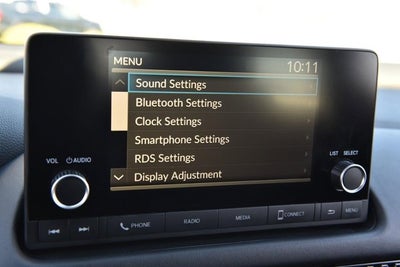 MENU 10:11
Sound Settings
Bluetooth Settings
Clock Settings
Smartphone Settings
RDS Settings
Display Adjustment
VOL AUDIO
LIST SELECT
PHONE RADIO MEDIA CONNECT MENU